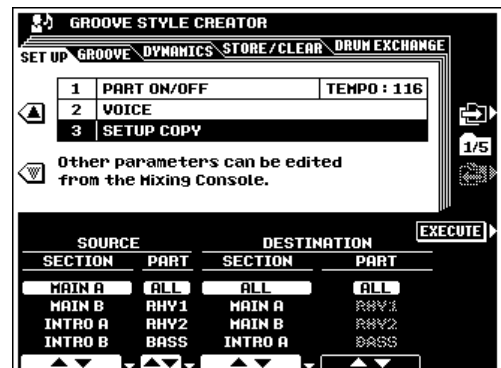 GROOVE STYLE CREATOR
SET UP GROOVE DYNAMICS STORE/CLEAR DRUM EXCHANGE
1 PART ON/OFF TEMPO : 116
2 VOICE
3 SETUP COPY
1/5
Other parameters can be edited
from the Mixing Console.
EXECUTE
SOURCE DESTINATION
SECTION PART SECTION PART
MAIN A ALL ALL ALL
MAIN B RHY1 MAIN A RHY1
INTRO A RHY2 MAIN B RHY2
INTRO B BASS INTRO A BASS